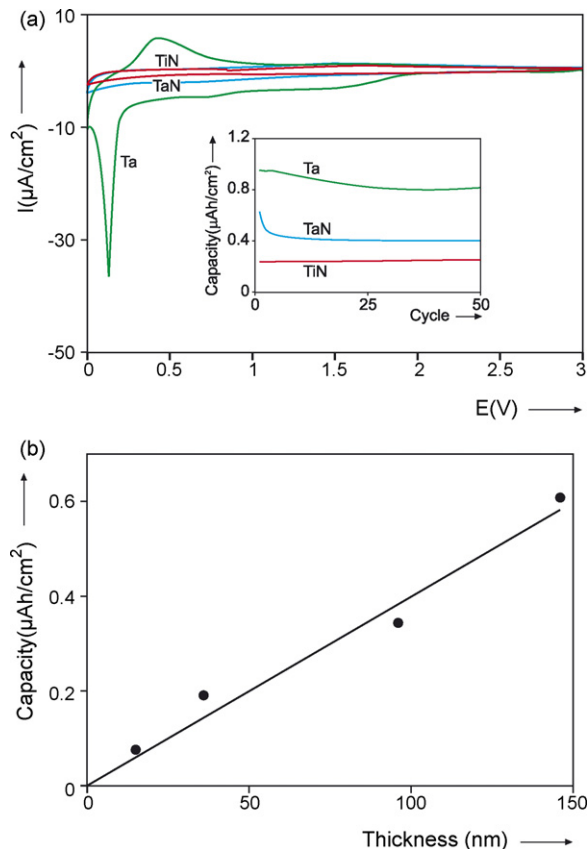 (a)
10
-10
-30
-50
I(µA/cm²)
TiN
TaN
Ta
1.2
0.8
0.4
0
Capacity(µAh/cm²)
Ta
TaN
TiN
0 25 50
Cycle
0 0.5 1 1.5 2 2.5 3
E(V)
(b)
0.6
0.4
0.2
0
Capacity(µAh/cm²)
0 50 100 150
Thickness (nm)